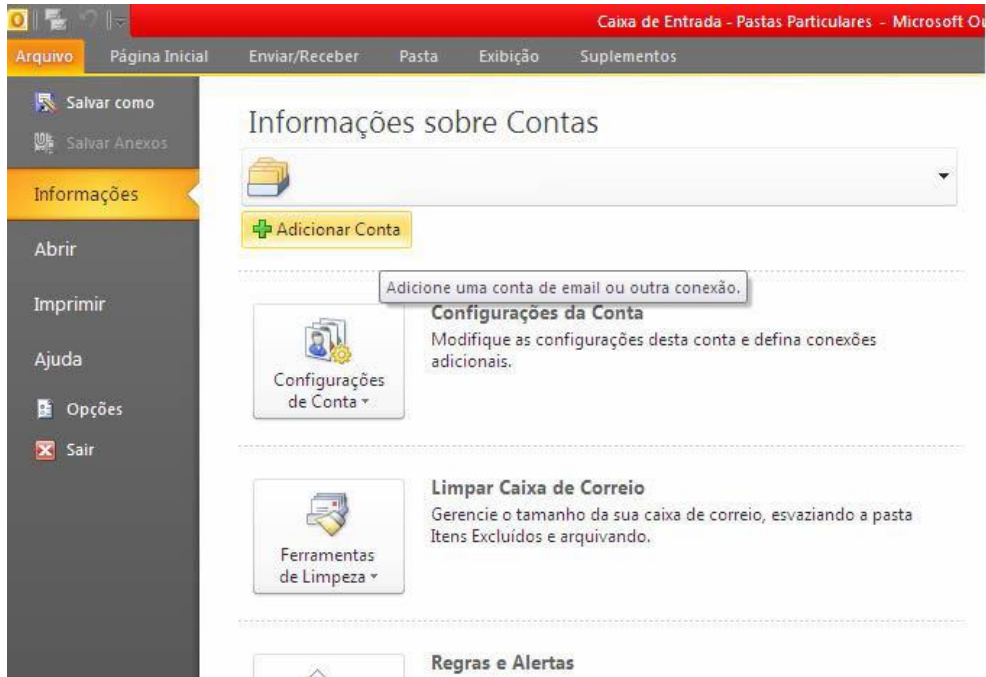 Caixa de Entrada - Pastas Particulares - Microsoft
Arquivo Página Inicial Enviar/Receber Pasta Exibição Suplementos
Salvar como
Salvar Anexos
Informações
Abrir
Imprimir
Ajuda
Opções
Sair
Informações sobre Contas
Adicionar Conta
Adicione uma conta de email ou outra conexão.
Configurações
de Conta
Configurações da Conta
Modifique as configurações desta conta e defina conexões
adicionais.
Ferramentas
de Limpeza
Limpar Caixa de Correio
Gerencie o tamanho da sua caixa de correio, esvaziando a pasta
Itens Excluídos e arquivando.
Regras e Alertas